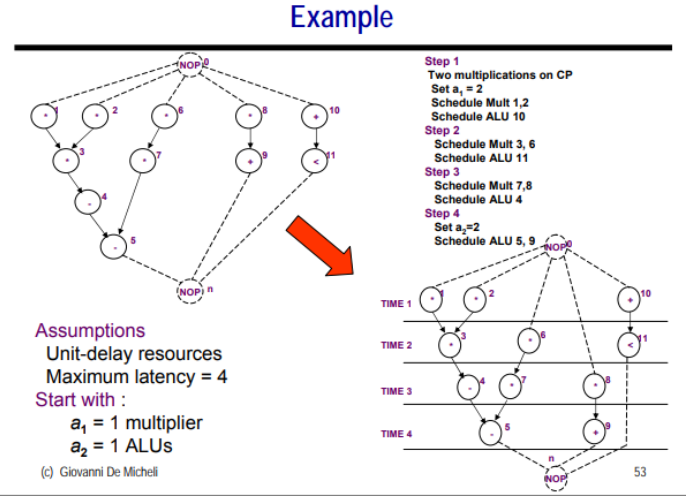 Example
NOP 0
* 1
* 2
* 6
* 8
+ 10
* 3
* 7
+ 9
< 11
- 4
- 5
NOP n
Step 1
Two multiplications on CP
Set a1 = 2
Schedule Mult 1,2
Schedule ALU 10
Step 2
Schedule Mult 3, 6
Schedule ALU 11
Step 3
Schedule Mult 7,8
Schedule ALU 4
Step 4
Set a2=2
Schedule ALU 5, 9
Assumptions
Unit-delay resources
Maximum latency = 4
Start with :
a1 = 1 multiplier
a2 = 1 ALUs
NOP 0
TIME 1
* 1
* 2
+ 10
TIME 2
* 3
* 6
< 11
TIME 3
- 4
* 7
* 8
TIME 4
- 5
+ 9
n
NOP
(c) Giovanni De Micheli
53